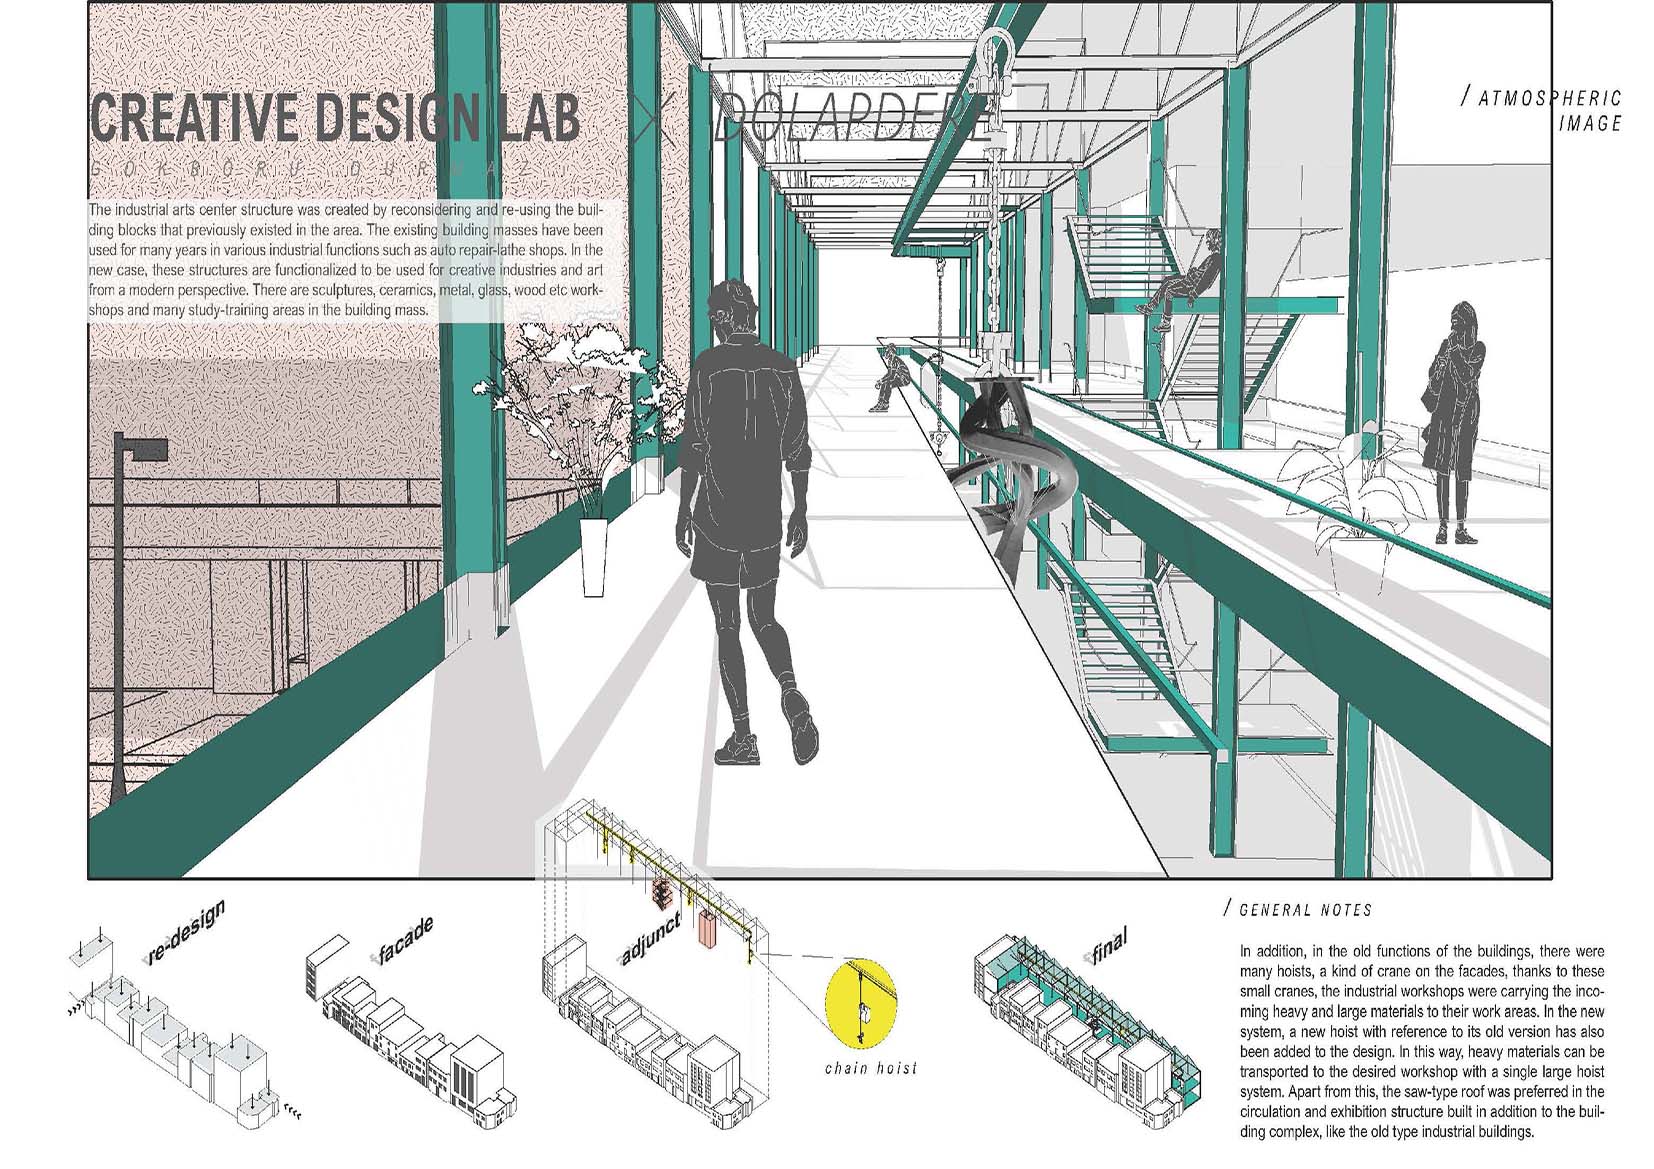 CREATIVE DESIGN LAB X DOLAPDERE
GÖKBÖRÜ DURMAZ
The industrial arts center structure was created by reconsidering and re-using the buil-
ding blocks that previously existed in the area. The existing building masses have been
used for many years in various industrial functions such as auto repair-lathe shops. In the
new case, these structures are functionalized to be used for creative industries and art
from a modern perspective. There are sculptures, ceramics, metal, glass, wood etc work-
shops and many study-training areas in the building mass.
/ ATMOSPHERIC
IMAGE
re-design
facade
adjunct
chain hoist
final
/ GENERAL NOTES
In addition, in the old functions of the buildings, there were
many hoists, a kind of crane on the facades, thanks to these
small cranes, the industrial workshops were carrying the inco-
ming heavy and large materials to their work areas. In the new
system, a new hoist with reference to its old version has also
been added to the design. In this way, heavy materials can be
transported to the desired workshop with a single large hoist
system. Apart from this, the saw-type roof was preferred in the
circulation and exhibition structure built in addition to the buil-
ding complex, like the old type industrial buildings.